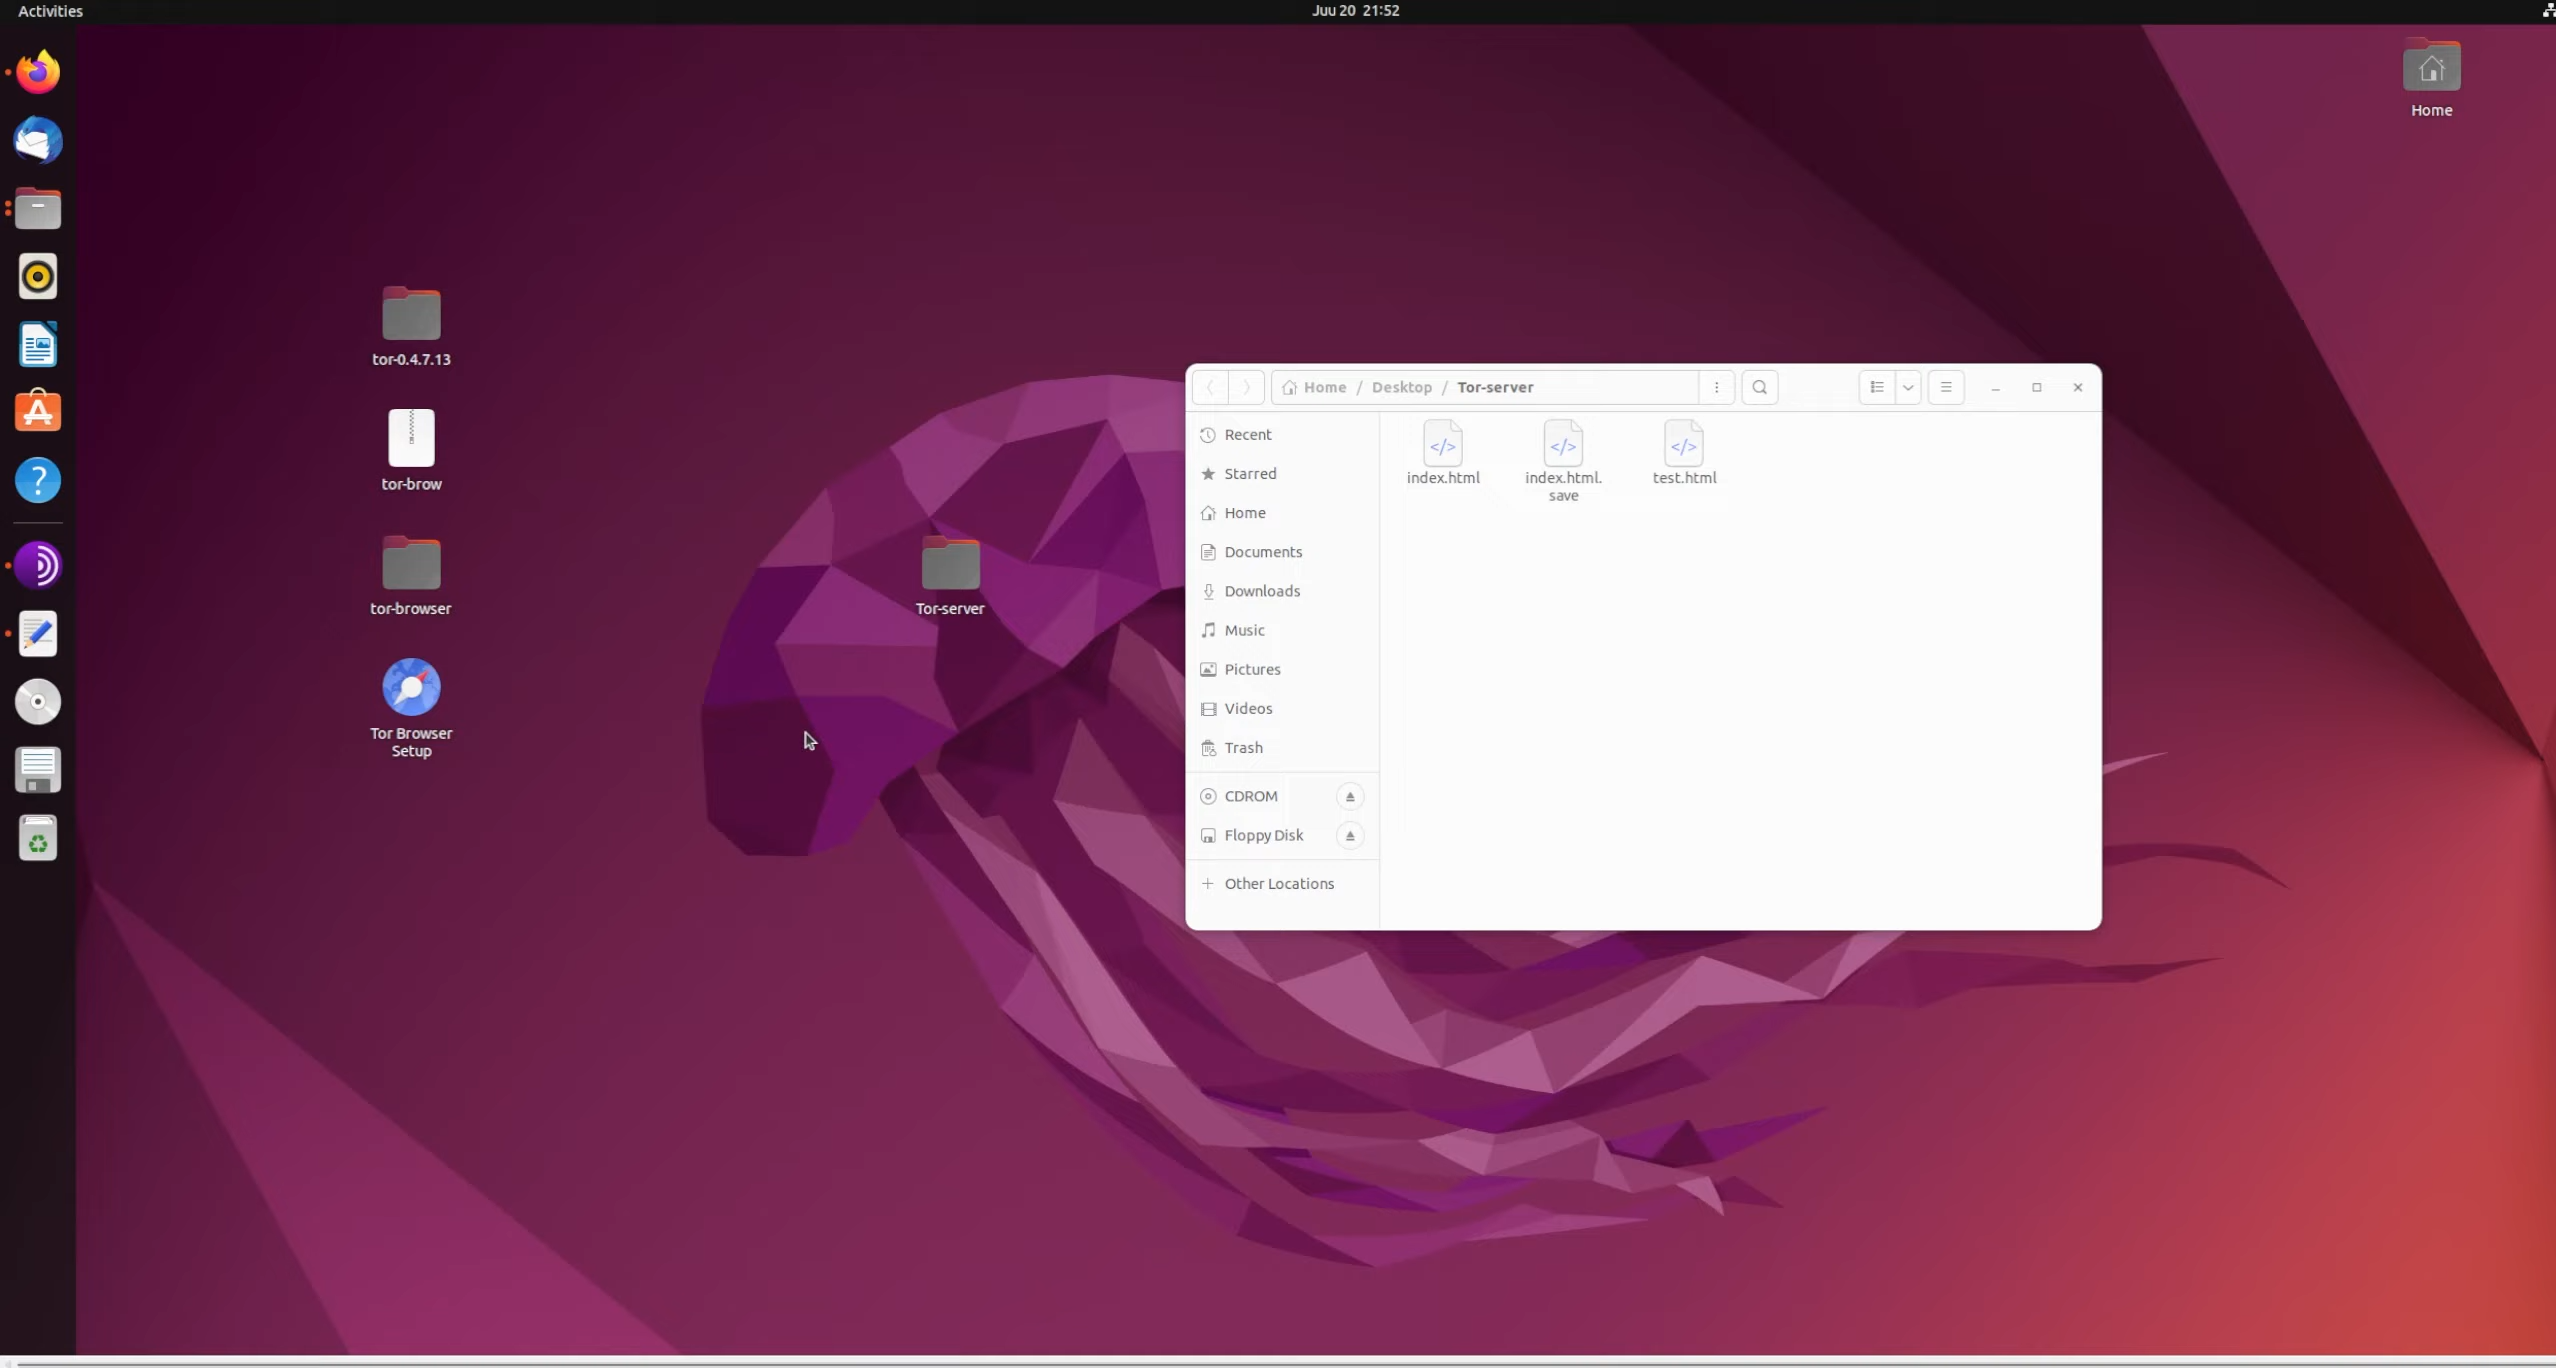 Activities
Juu 20 21:52
Home
tor-0.4.7.13
tor-brow
tor-browser
Tor Browser
Setup
Tor-server
Home / Desktop / Tor-server
Recent
Starred
Home
Documents
Downloads
Music
Pictures
Videos
Trash
CDROM
Floppy Disk
Other Locations
index.html
index.html.
save
test.html